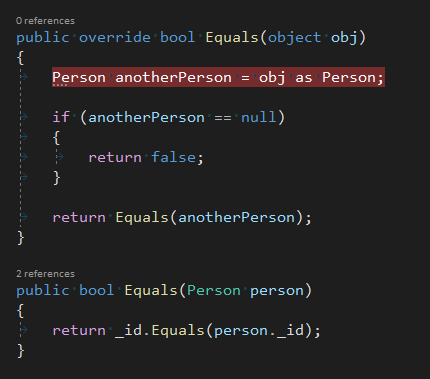 0 references
public override bool Equals(object obj)
{
Person anotherPerson = obj as Person;
if (anotherPerson == null)
{
return false;
}
return Equals(anotherPerson);
}
2 references
public bool Equals(Person person)
{
return _id.Equals(person._id);
}